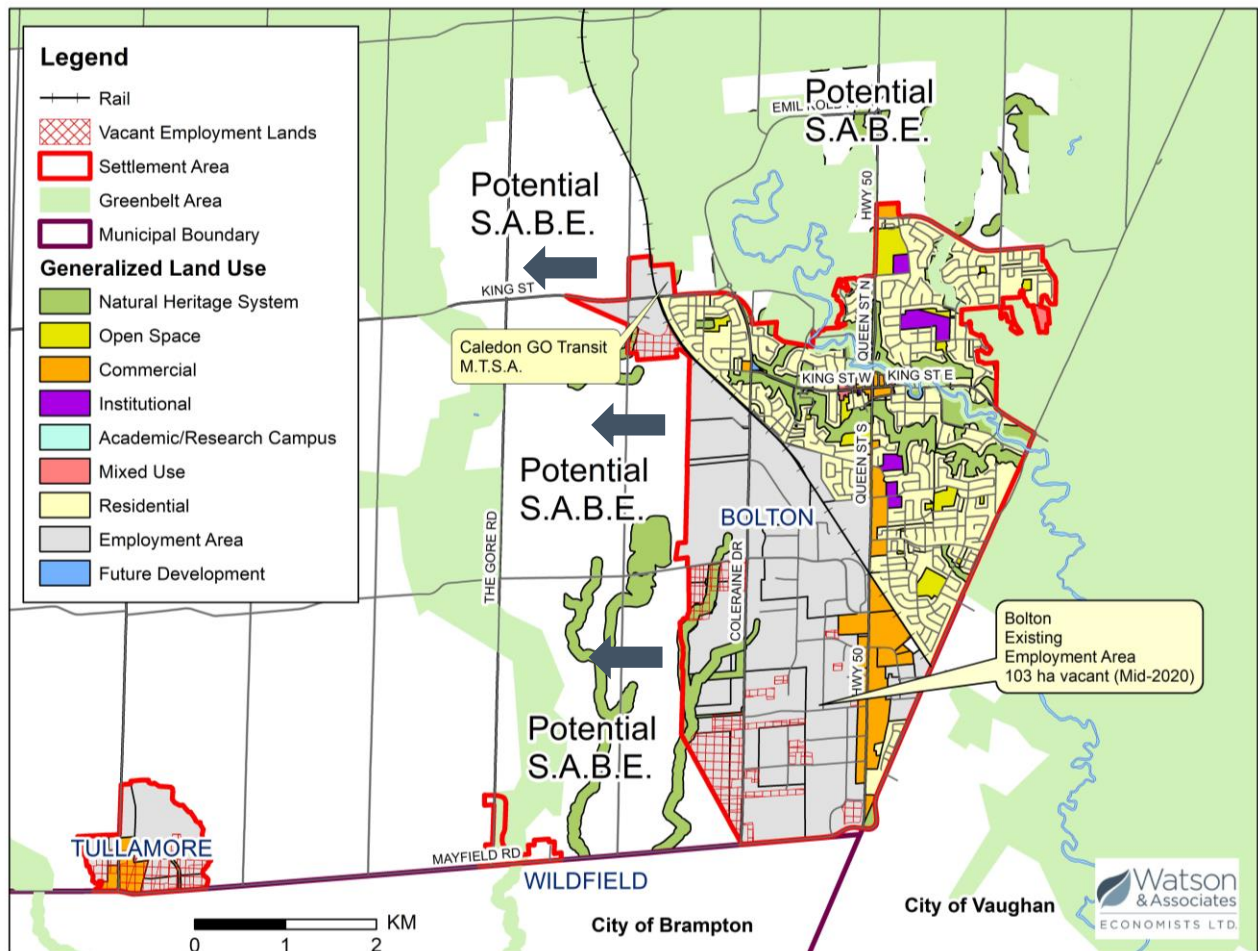 Legend
Rail
Vacant Employment Lands
Settlement Area
Greenbelt Area
Municipal Boundary
Generalized Land Use
Natural Heritage System
Open Space
Commercial
Institutional
Academic/Research Campus
Mixed Use
Residential
Employment Area
Future Development
Potential
S.A.B.E.
HWY 50
Potential
S.A.B.E.
KING ST
Caledon GO Transit
M.T.S.A.
QUEEN ST N
KING ST W
KING ST E
QUEEN ST S
Potential
S.A.B.E.
THE GORE RD
BOLTON
COLERAINE DR
Bolton
Existing
Employment Area
103 ha vacant (Mid-2020)
HWY 50
Potential
S.A.B.E.
TULLAMORE
MAYFIELD RD
WILDFIELD
City of Brampton
City of Vaughan
KM
0 1 2
Watson
& Associates
ECONOMISTS LTD.